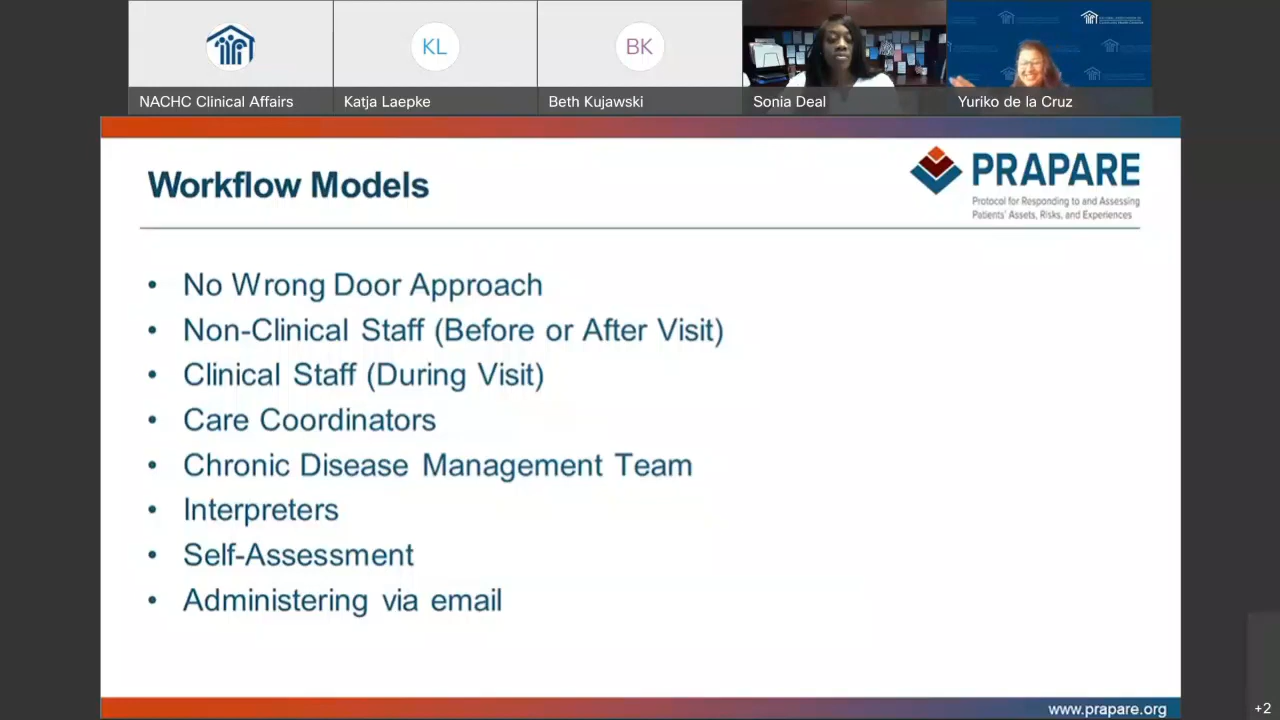 KL
BK
NACHC Clinical Affairs
Katja Laepke
Beth Kujawski
Sonia Deal
Yuriko de la Cruz
Workflow Models
PRAPARE
Protocol for Responding to and Assessing
Patients' Assets, Risks, and Experiences
• No Wrong Door Approach
• Non-Clinical Staff (Before or After Visit)
• Clinical Staff (During Visit)
• Care Coordinators
• Chronic Disease Management Team
• Interpreters
• Self-Assessment
• Administering via email
www.prapare.org
+2